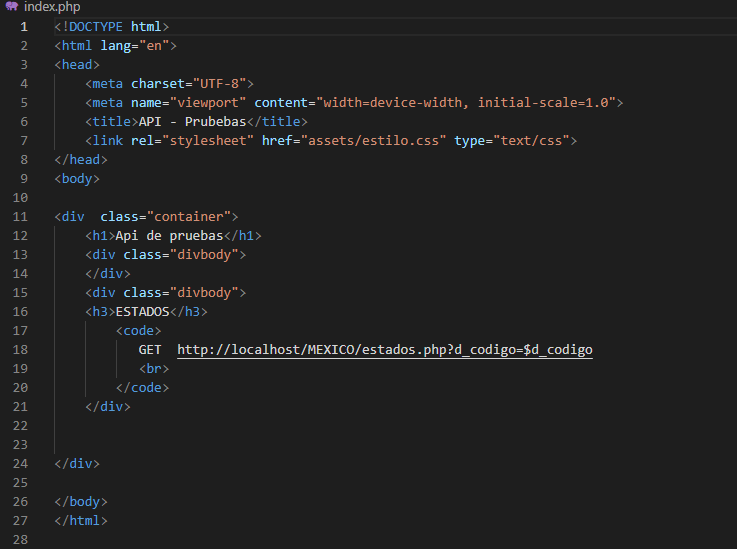 index.php
1 <!DOCTYPE html>
2 <html lang="en">
3 <head>
4     <meta charset="UTF-8">
5     <meta name="viewport" content="width=device-width, initial-scale=1.0">
6     <title>API - Prubebas</title>
7     <link rel="stylesheet" href="assets/estilo.css" type="text/css">
8 </head>
9 <body>
10
11 <div  class="container">
12     <h1>Api de pruebas</h1>
13     <div class="divbody">
14     </div>
15     <div class="divbody">
16     <h3>ESTADOS</h3>
17         <code>
18            GET  http://localhost/MEXICO/estados.php?d_codigo=$d_codigo
19            <br>
20         </code>
21     </div>
22
23
24 </div>
25
26 </body>
27 </html>
28